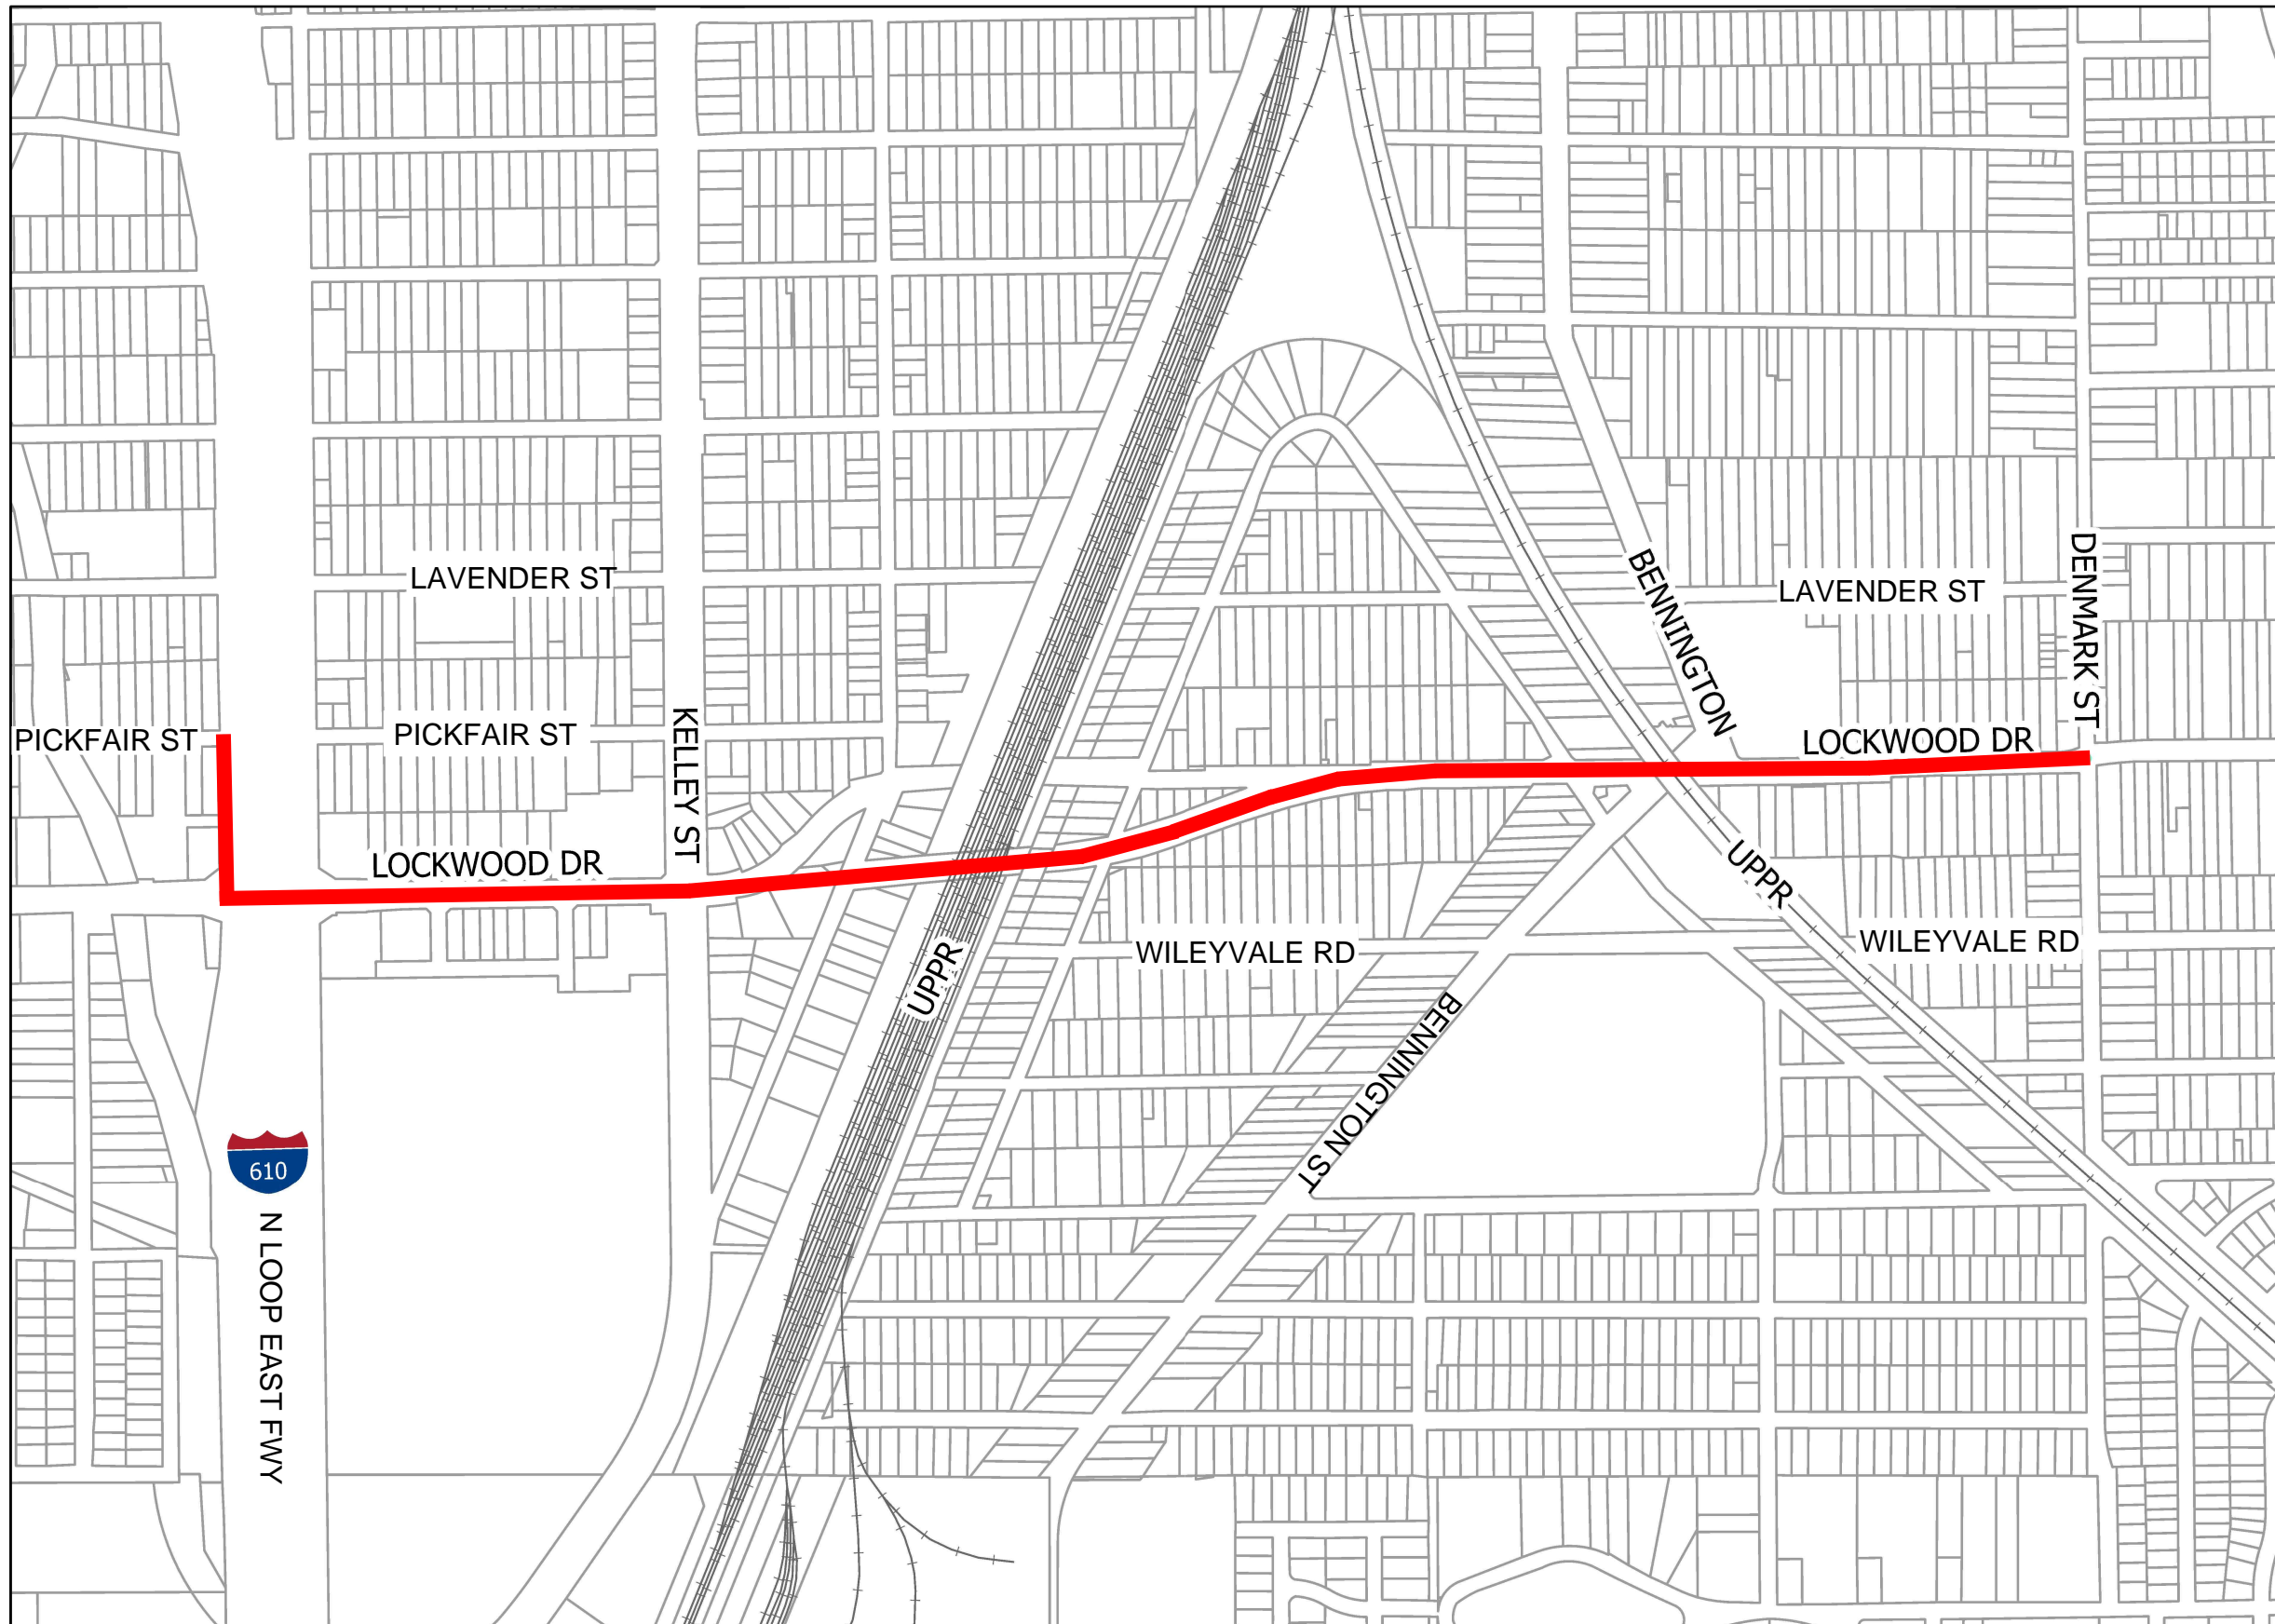 LAVENDER ST
BENNINGTON
LAVENDER ST
DENMARK ST
PICKFAIR ST
PICKFAIR ST
KELLEY ST
LOCKWOOD DR
LOCKWOOD DR
UPPR
UPPR
WILEYVALE RD
WILEYVALE RD
BENNINGTON ST
610
N LOOP EAST FWY